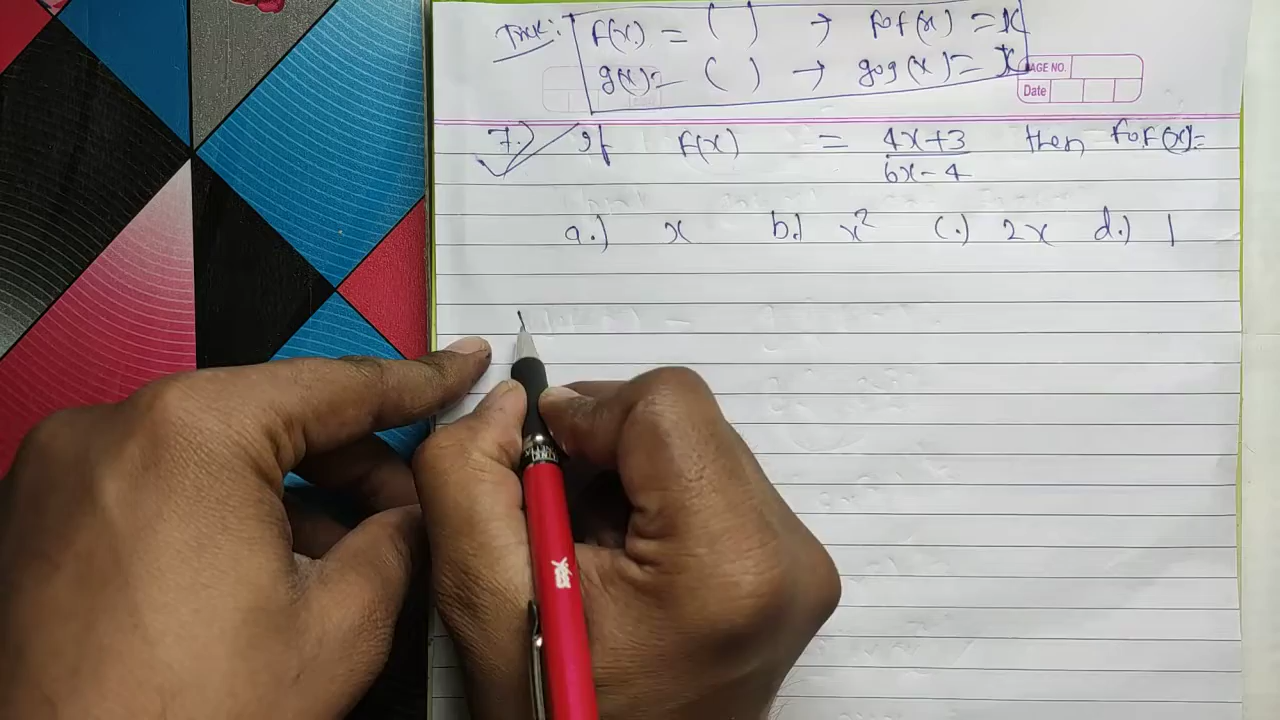 Trick: f(x) = ( ) → fof(x) = x
g(x) = ( ) → gog(x) = x
PAGE NO.
Date
7.) If f(x) = 4x+3 / 6x-4 then fof(x) =
a.) x b.) x² c.) 2x d.) 1